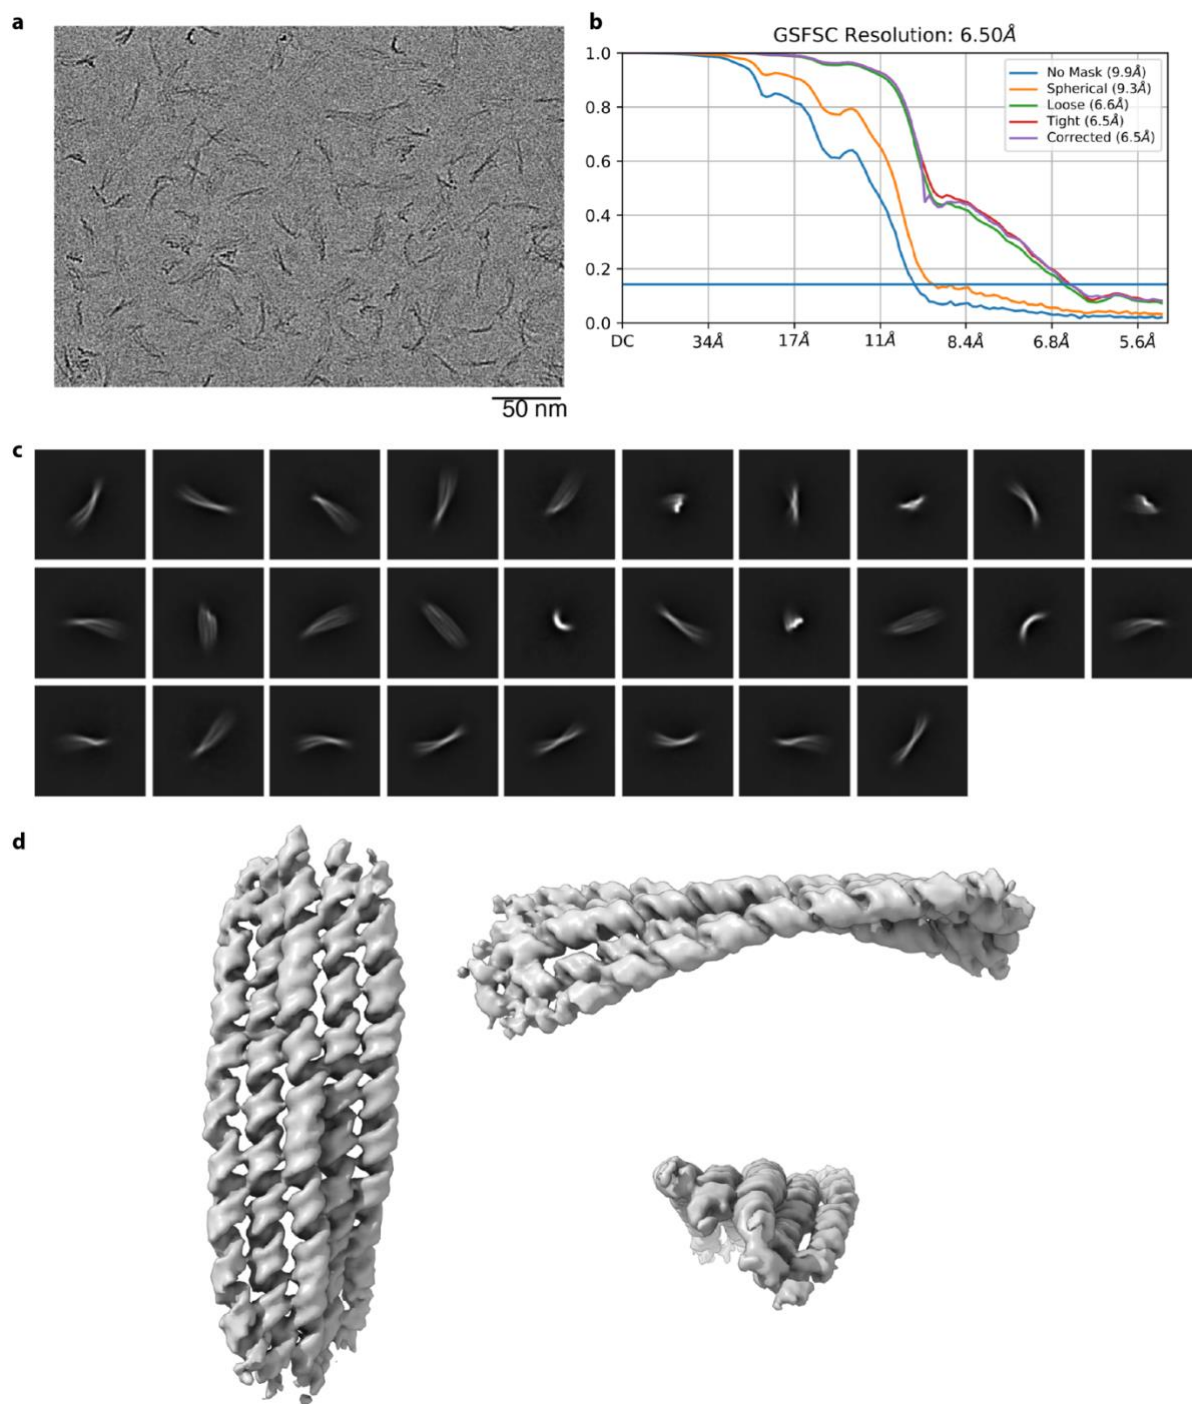 a
50 nm
b
GSFSC Resolution: 6.50Å
1.0
0.8
0.6
0.4
0.2
0.0
DC
34Å
17Å
11Å
8.4Å
6.8Å
5.6Å
No Mask (9.9Å)
Spherical (9.3Å)
Loose (6.6Å)
Tight (6.5Å)
Corrected (6.5Å)
c
d